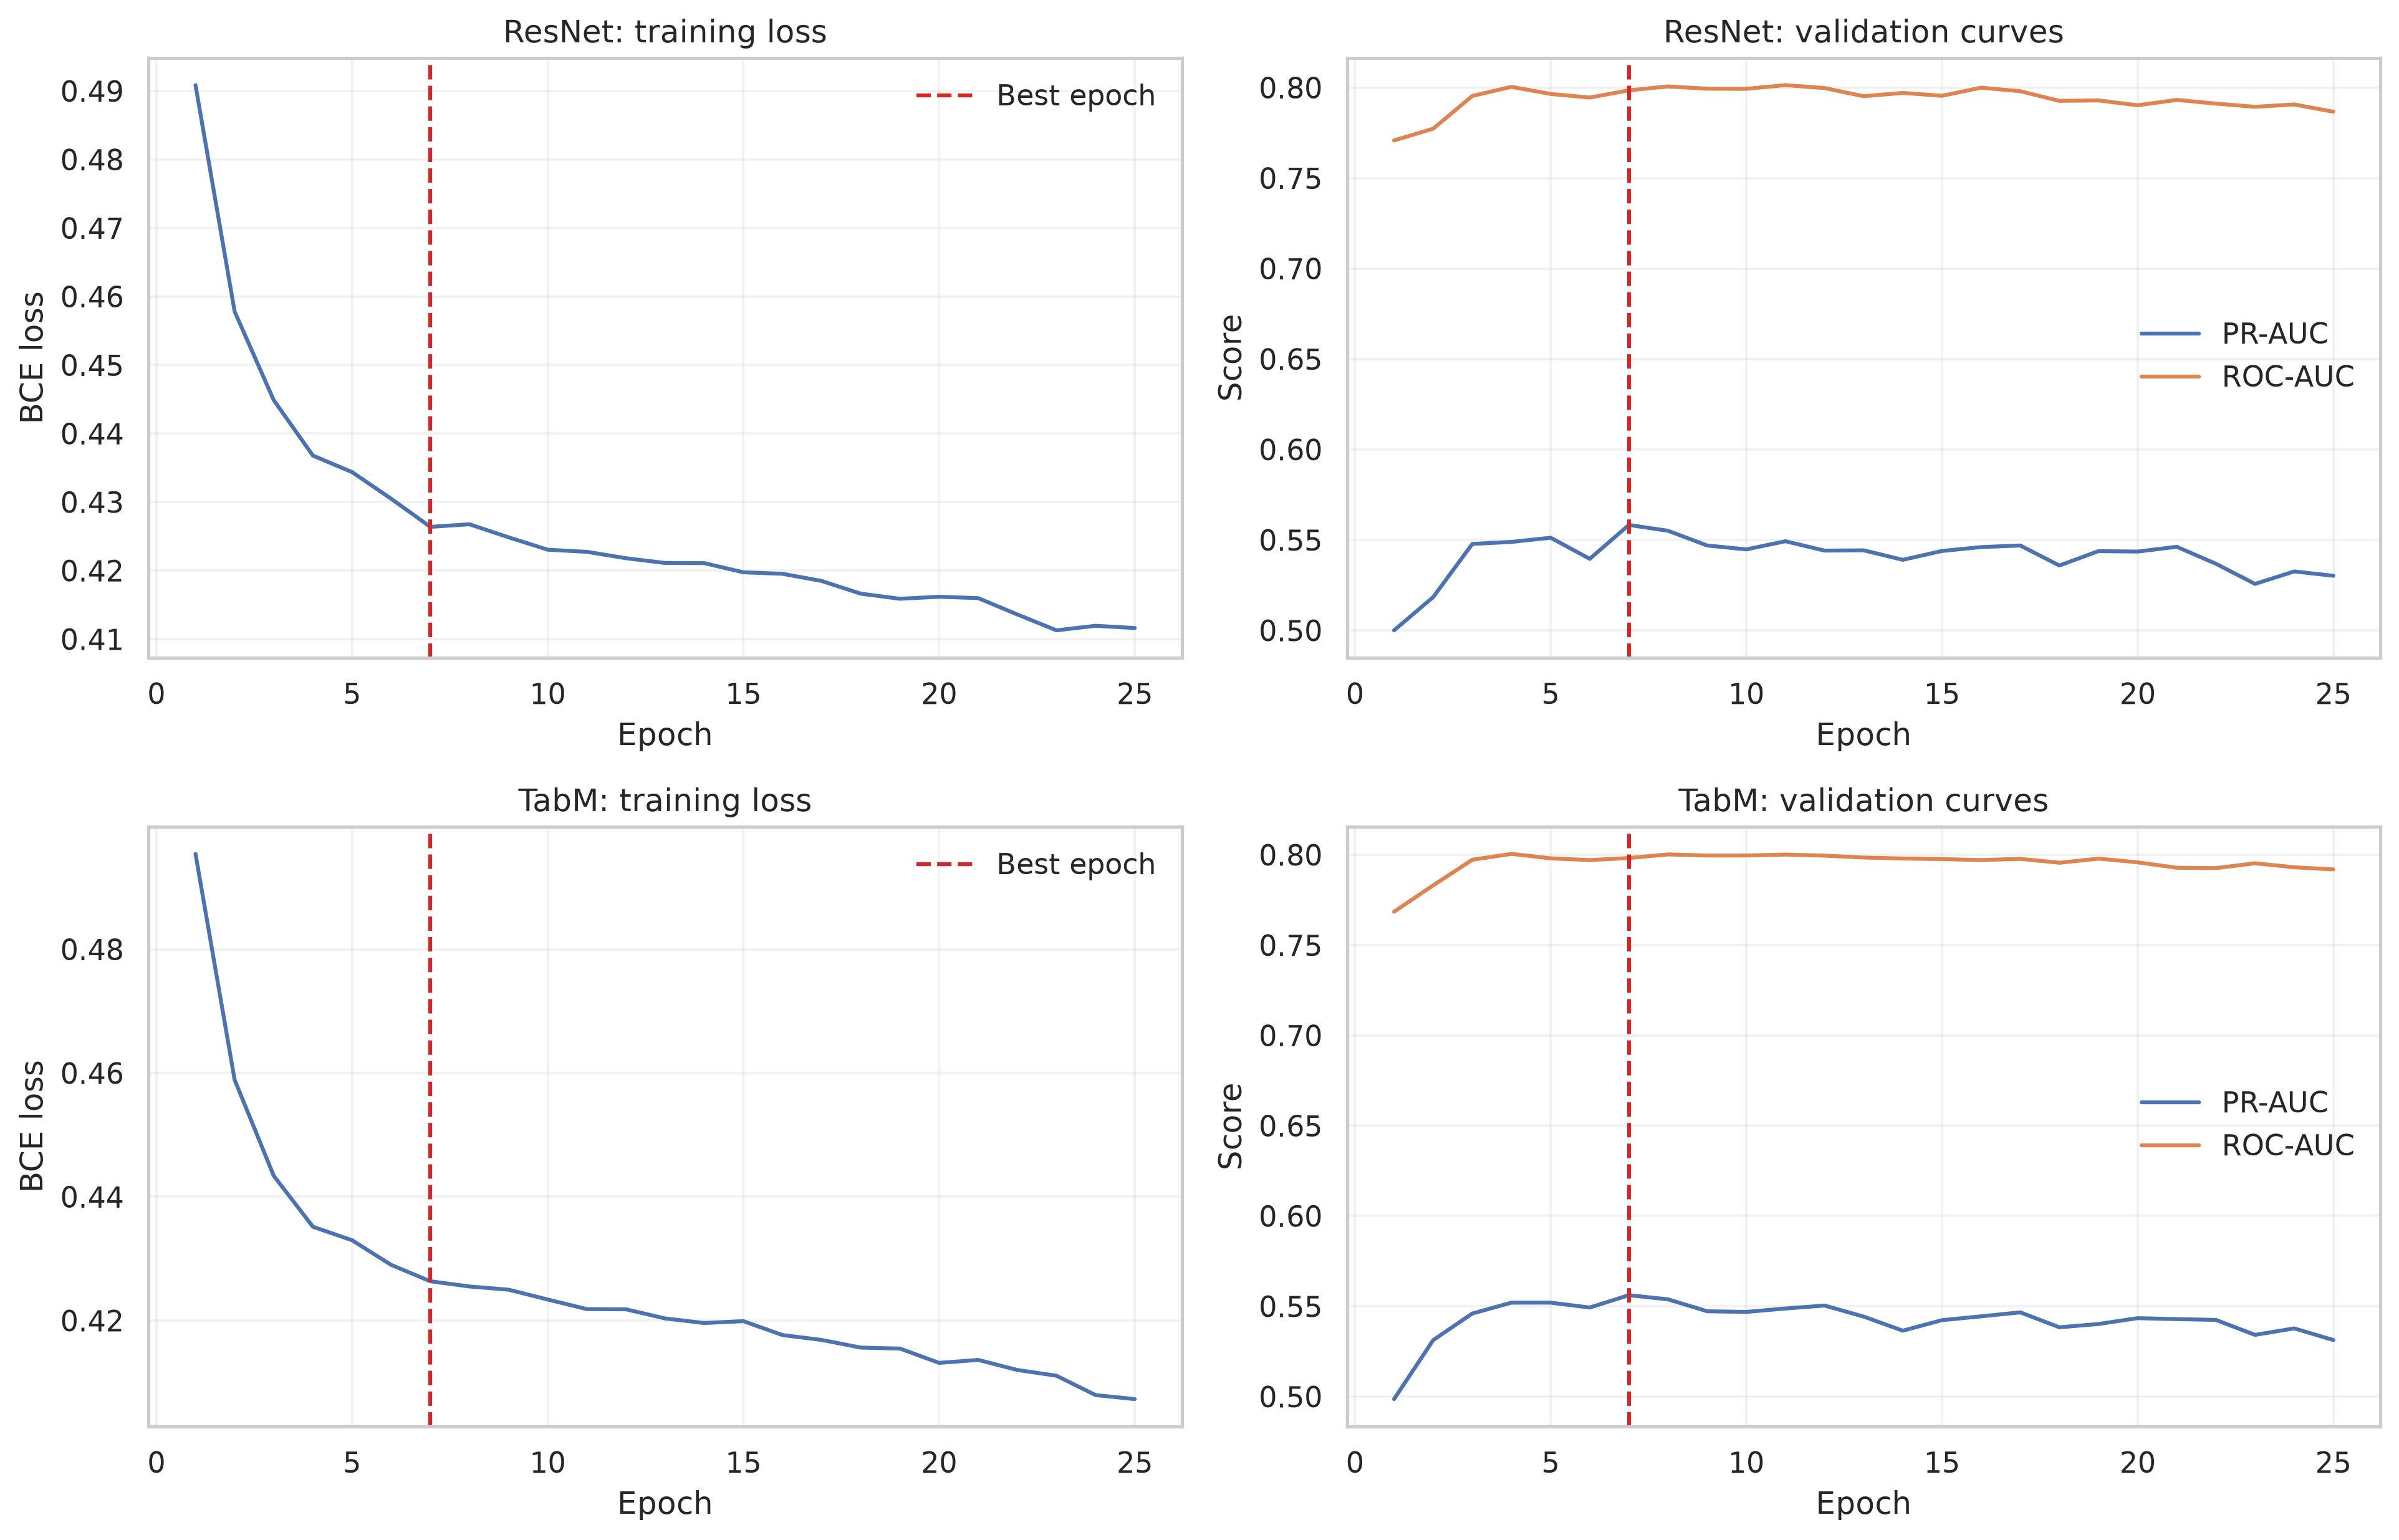 ResNet: training loss
0.49
0.48
0.47
0.46
0.45
0.44
0.43
0.42
0.41
BCE loss
Best epoch
0 5 10 15 20 25
Epoch
ResNet: validation curves
0.80
0.75
0.70
0.65
0.60
0.55
0.50
Score
PR-AUC
ROC-AUC
0 5 10 15 20 25
Epoch
TabM: training loss
0.48
0.46
0.44
0.42
BCE loss
Best epoch
0 5 10 15 20 25
Epoch
TabM: validation curves
0.80
0.75
0.70
0.65
0.60
0.55
0.50
Score
PR-AUC
ROC-AUC
0 5 10 15 20 25
Epoch